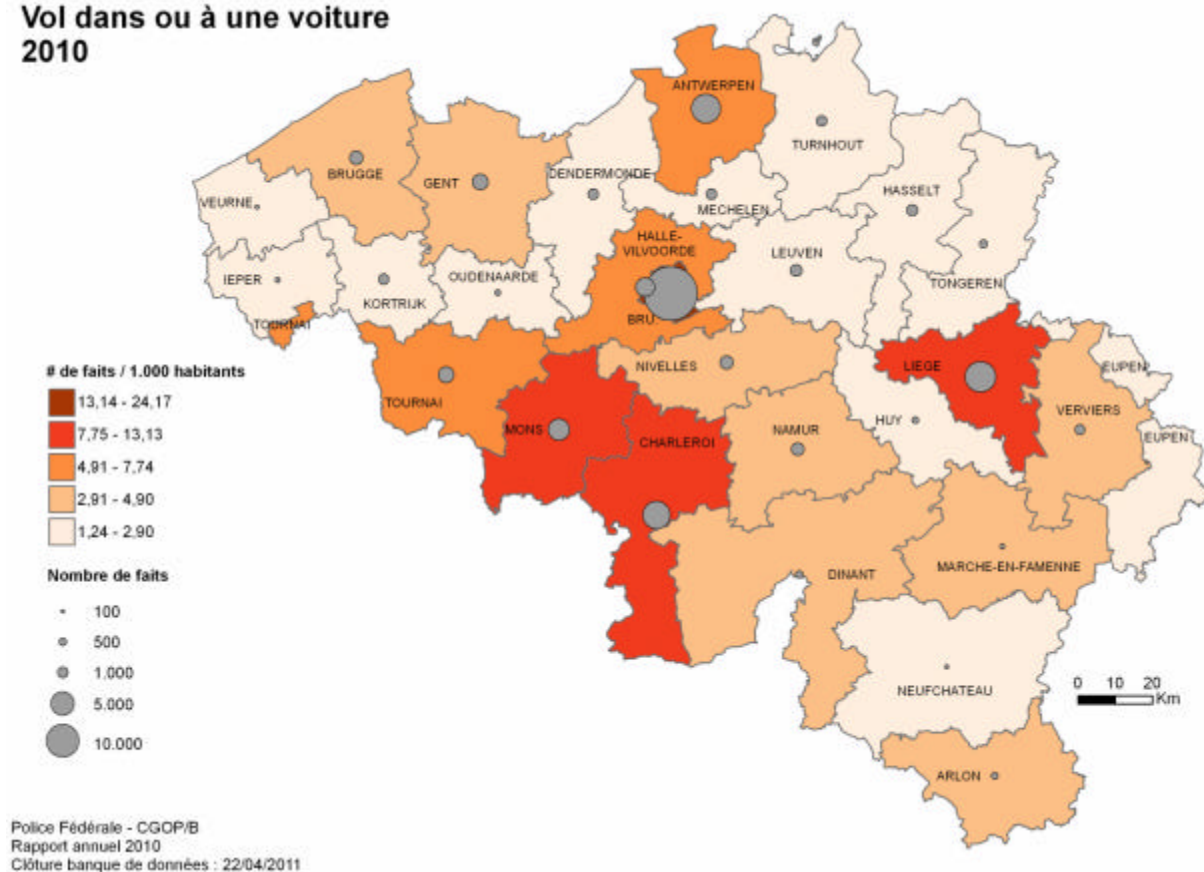 Vol dans ou à une voiture
2010
ANTWERPEN
TURNHOUT
BRUGGE
GENT
DENDERMONDE
MECHELEN
HASSELT
VEURNE
HALLE-
VILVOORDE
LEUVEN
IEPER
KORTRIJK
OUDENAARDE
TONGEREN
TOURNAI
BRU.
NIVELLES
LIEGE
EUPEN
TOURNAI
MONS
CHARLEROI
NAMUR
HUY
VERVIERS
EUPEN
DINANT
MARCHE-EN-FAMENNE
NEUFCHATEAU
ARLON
# de faits / 1.000 habitants
13,14 - 24,17
7,75 - 13,13
4,91 - 7,74
2,91 - 4,90
1,24 - 2,90
Nombre de faits
100
500
1.000
5.000
10.000
0 10 20
Km
Police Fédérale - CGOP/B
Rapport annuel 2010
Clôture banque de données : 22/04/2011